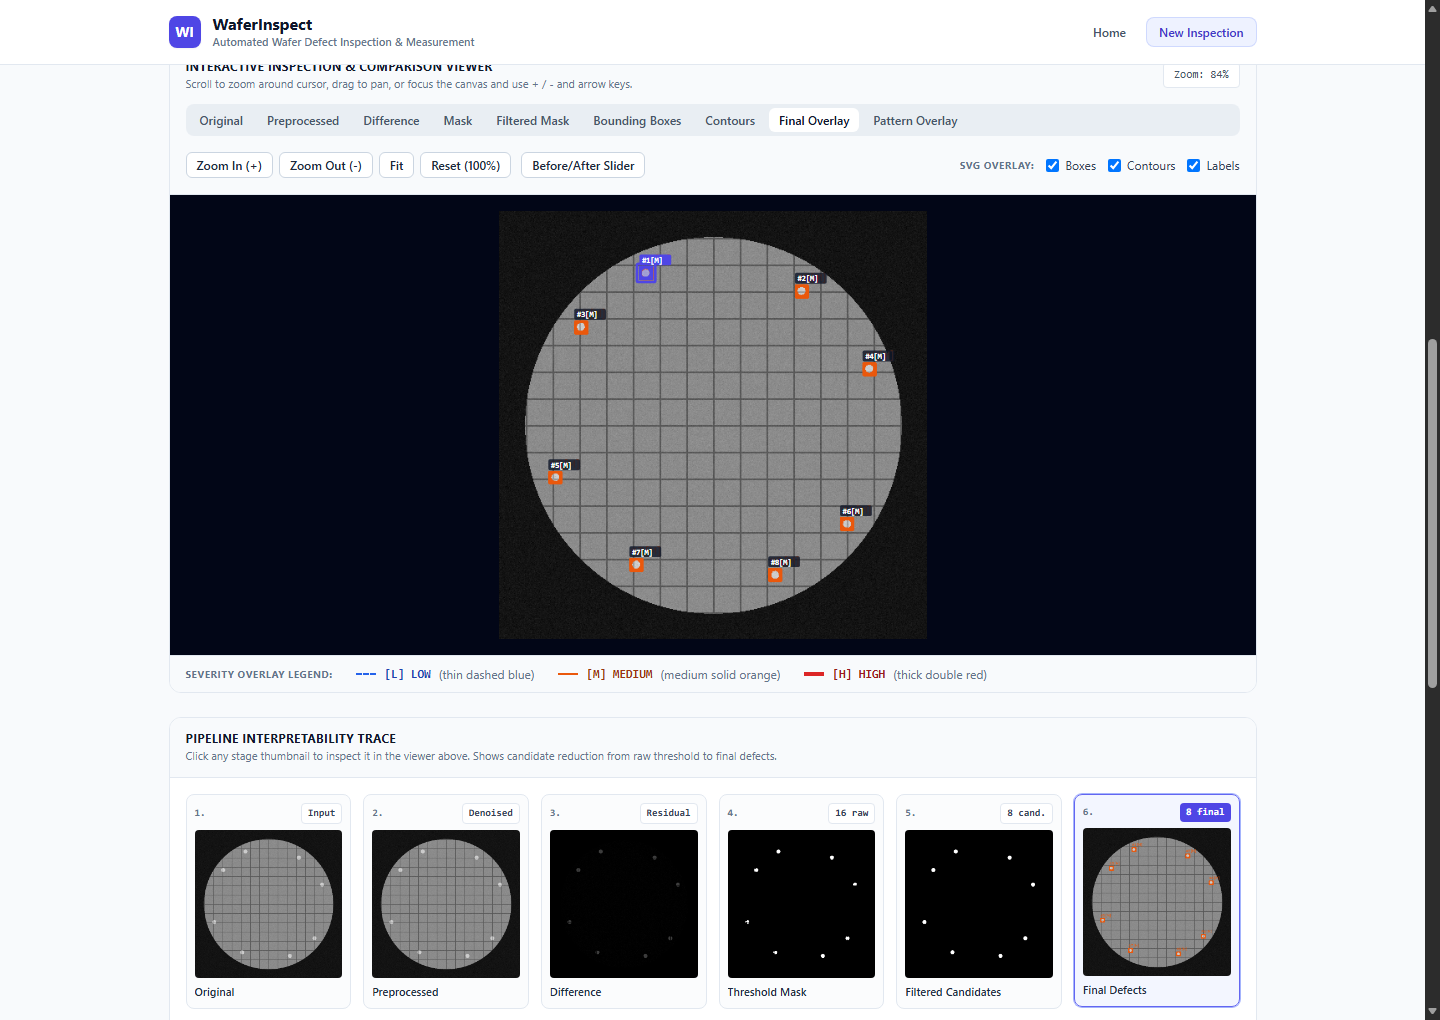 WI
WaferInspect
Automated Wafer Defect Inspection & Measurement
Home
New Inspection
INTERACTIVE INSPECTION & COMPARISON VIEWER
Scroll to zoom around cursor, drag to pan, or focus the canvas and use + / - and arrow keys.
Zoom: 84%
Original
Preprocessed
Difference
Mask
Filtered Mask
Bounding Boxes
Contours
Final Overlay
Pattern Overlay
Zoom In (+)
Zoom Out (-)
Fit
Reset (100%)
Before/After Slider
SVG OVERLAY:
Boxes
Contours
Labels
#1[M]
#2[M]
#3[M]
#4[M]
#5[M]
#6[M]
#7[M]
#8[M]
SEVERITY OVERLAY LEGEND:
[L] LOW (thin dashed blue)
[M] MEDIUM (medium solid orange)
[H] HIGH (thick double red)
PIPELINE INTERPRETABILITY TRACE
Click any stage thumbnail to inspect it in the viewer above. Shows candidate reduction from raw threshold to final defects.
1.
Input
Original
2.
Denoised
Preprocessed
3.
Residual
Difference
4.
16 raw
Threshold Mask
5.
8 cand.
Filtered Candidates
6.
8 final
Final Defects